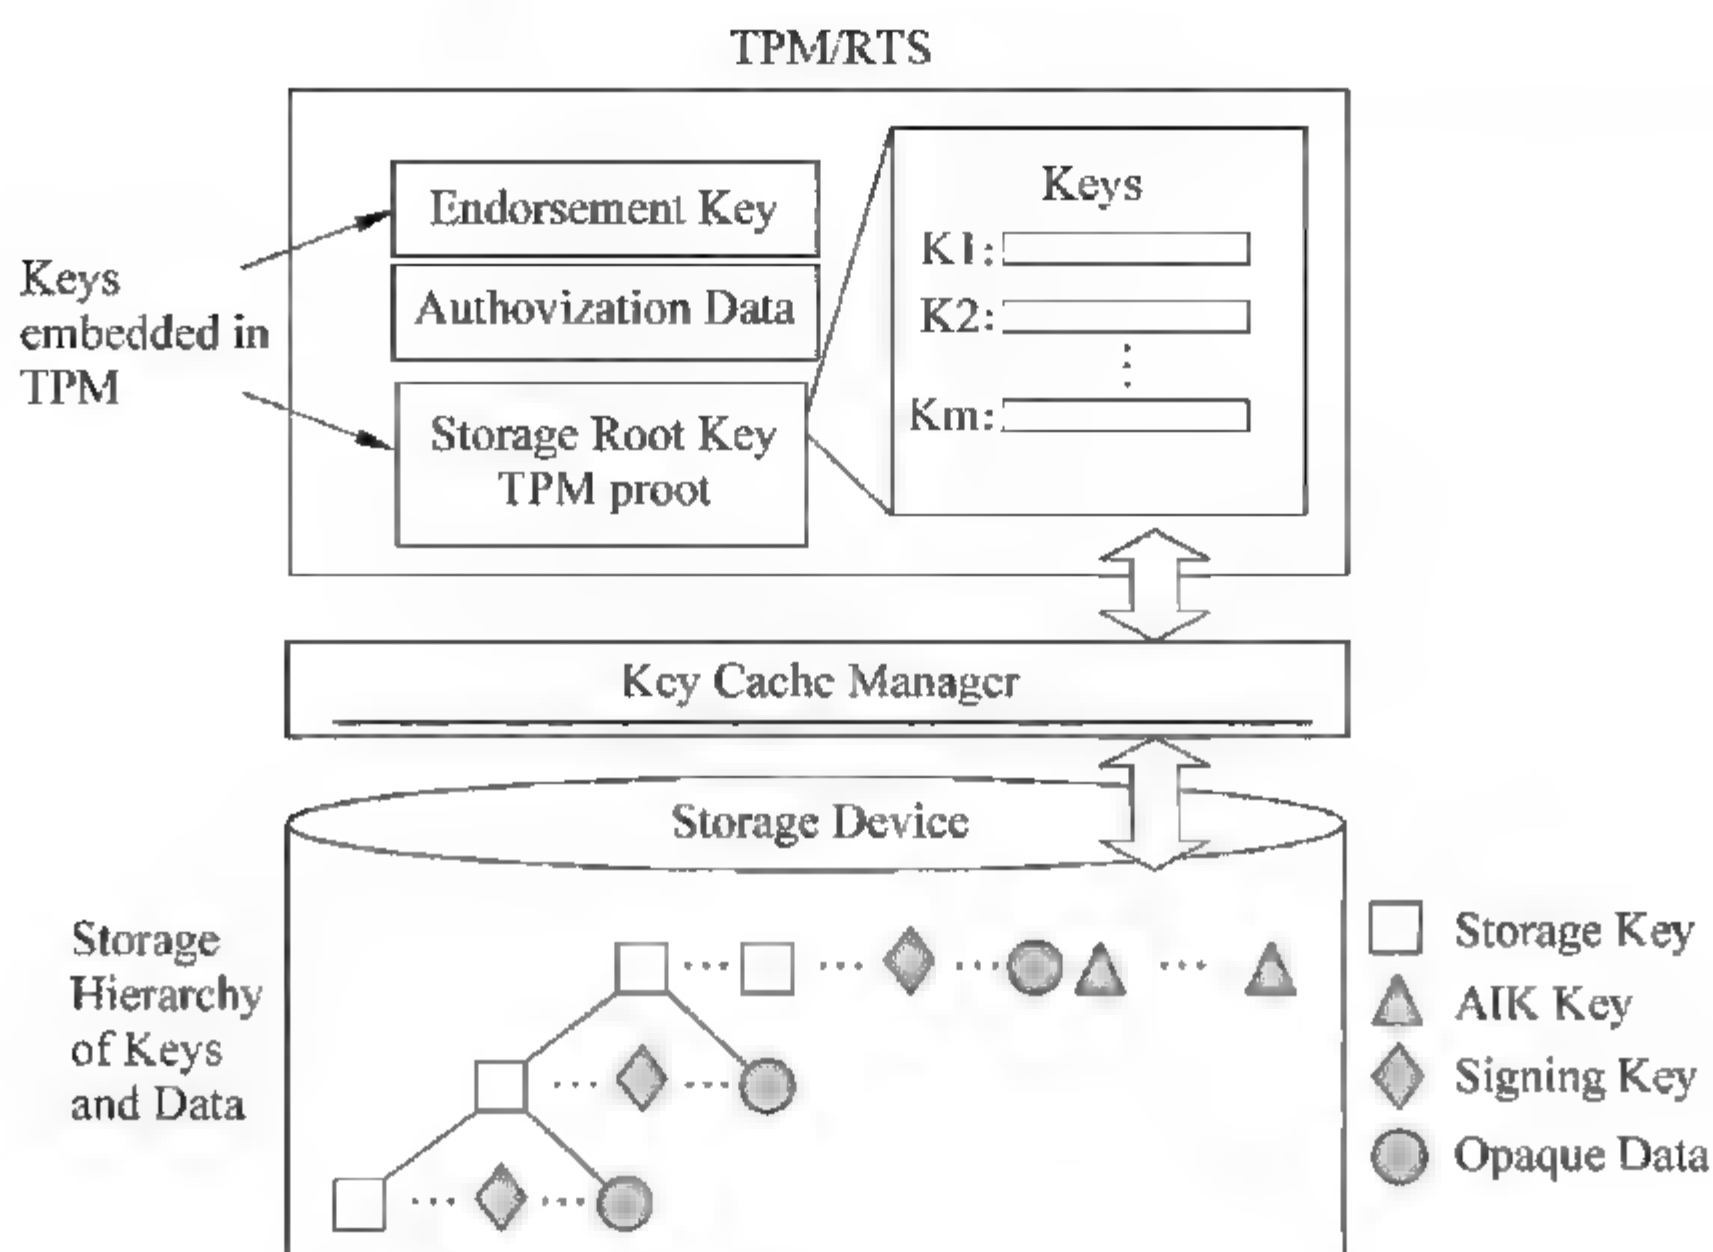 TPM/RTS
Endorsement Key
Authovization Data
Storage Root Key
TPM proot
Keys
K1:
K2:
Km:
Keys
embedded in
TPM
Key Cache Manager
Storage Device
Storage
Hierarchy
of Keys
and Data
Storage Key
AIK Key
Signing Key
Opaque Data